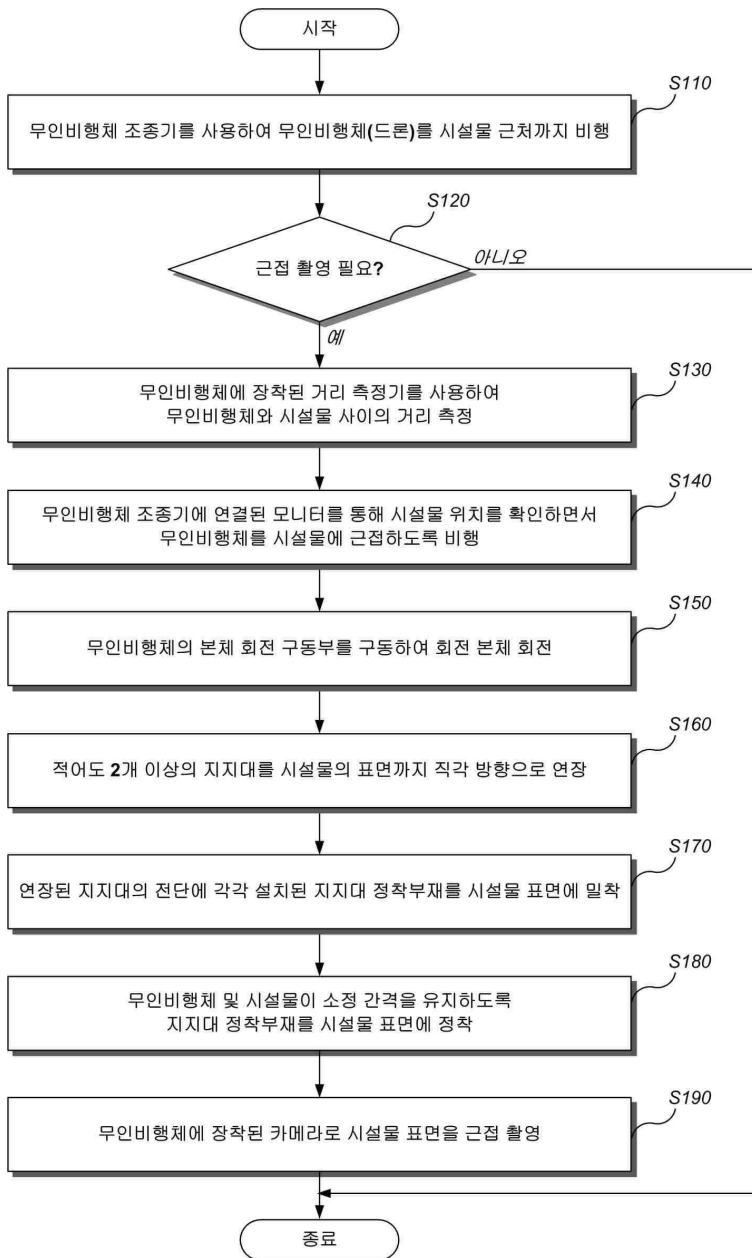 시작
S110
무인비행체 조종기를 사용하여 무인비행체(드론)를 시설물 근처까지 비행
S120
근접 촬영 필요?
아니오
예
S130
무인비행체에 장착된 거리 측정기를 사용하여
무인비행체와 시설물 사이의 거리 측정
S140
무인비행체 조종기에 연결된 모니터를 통해 시설물 위치를 확인하면서
무인비행체를 시설물에 근접하도록 비행
S150
무인비행체의 본체 회전 구동부를 구동하여 회전 본체 회전
S160
적어도 2개 이상의 지지대를 시설물의 표면까지 직각 방향으로 연장
S170
연장된 지지대의 전단에 각각 설치된 지지대 정착부재를 시설물 표면에 밀착
S180
무인비행체 및 시설물이 소정 간격을 유지하도록
지지대 정착부재를 시설물 표면에 정착
S190
무인비행체에 장착된 카메라로 시설물 표면을 근접 촬영
종료